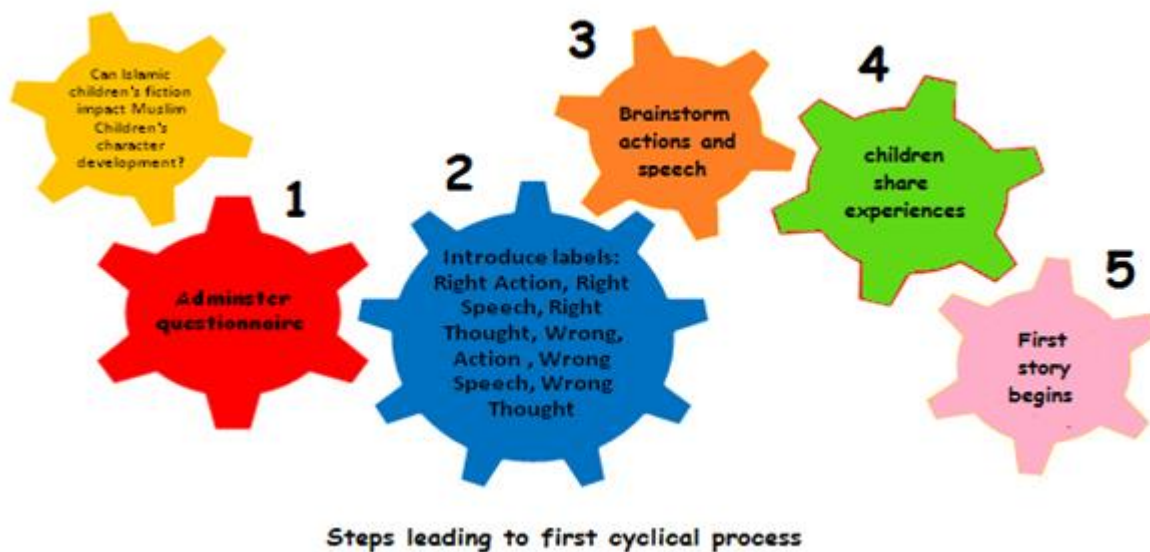 Can Islamic
children's fiction
impact Muslim
Children's
character
development?
1
Adminster
questionnaire
2
Introduce labels:
Right Action, Right
Speech, Right
Thought, Wrong,
Action , Wrong
Speech, Wrong
Thought
3
Brainstorm
actions and
speech
4
children
share
experiences
5
First
story
begins
Steps leading to first cyclical process